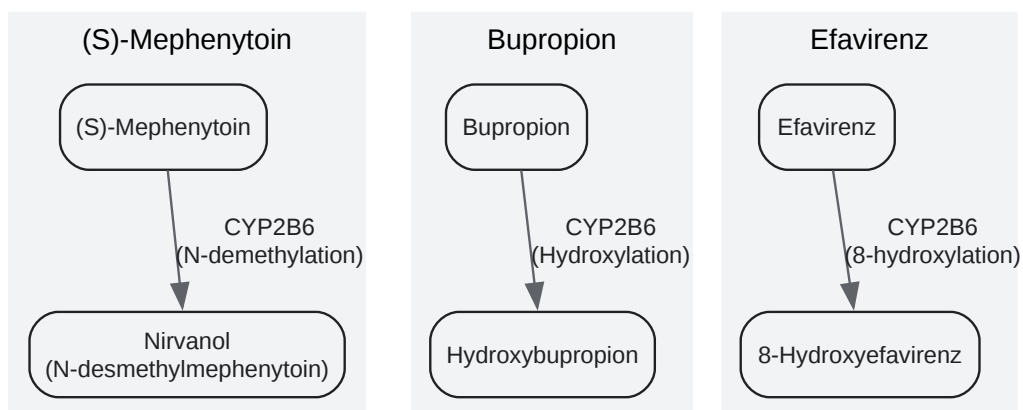 (S)-Mephenytoin
(S)-Mephenytoin
CYP2B6
(N-demethylation)
Nirvanol
(N-desmethylmephenytoin)
Bupropion
Bupropion
CYP2B6
(Hydroxylation)
Hydroxybupropion
Efavirenz
Efavirenz
CYP2B6
(8-hydroxylation)
8-Hydroxyefavirenz